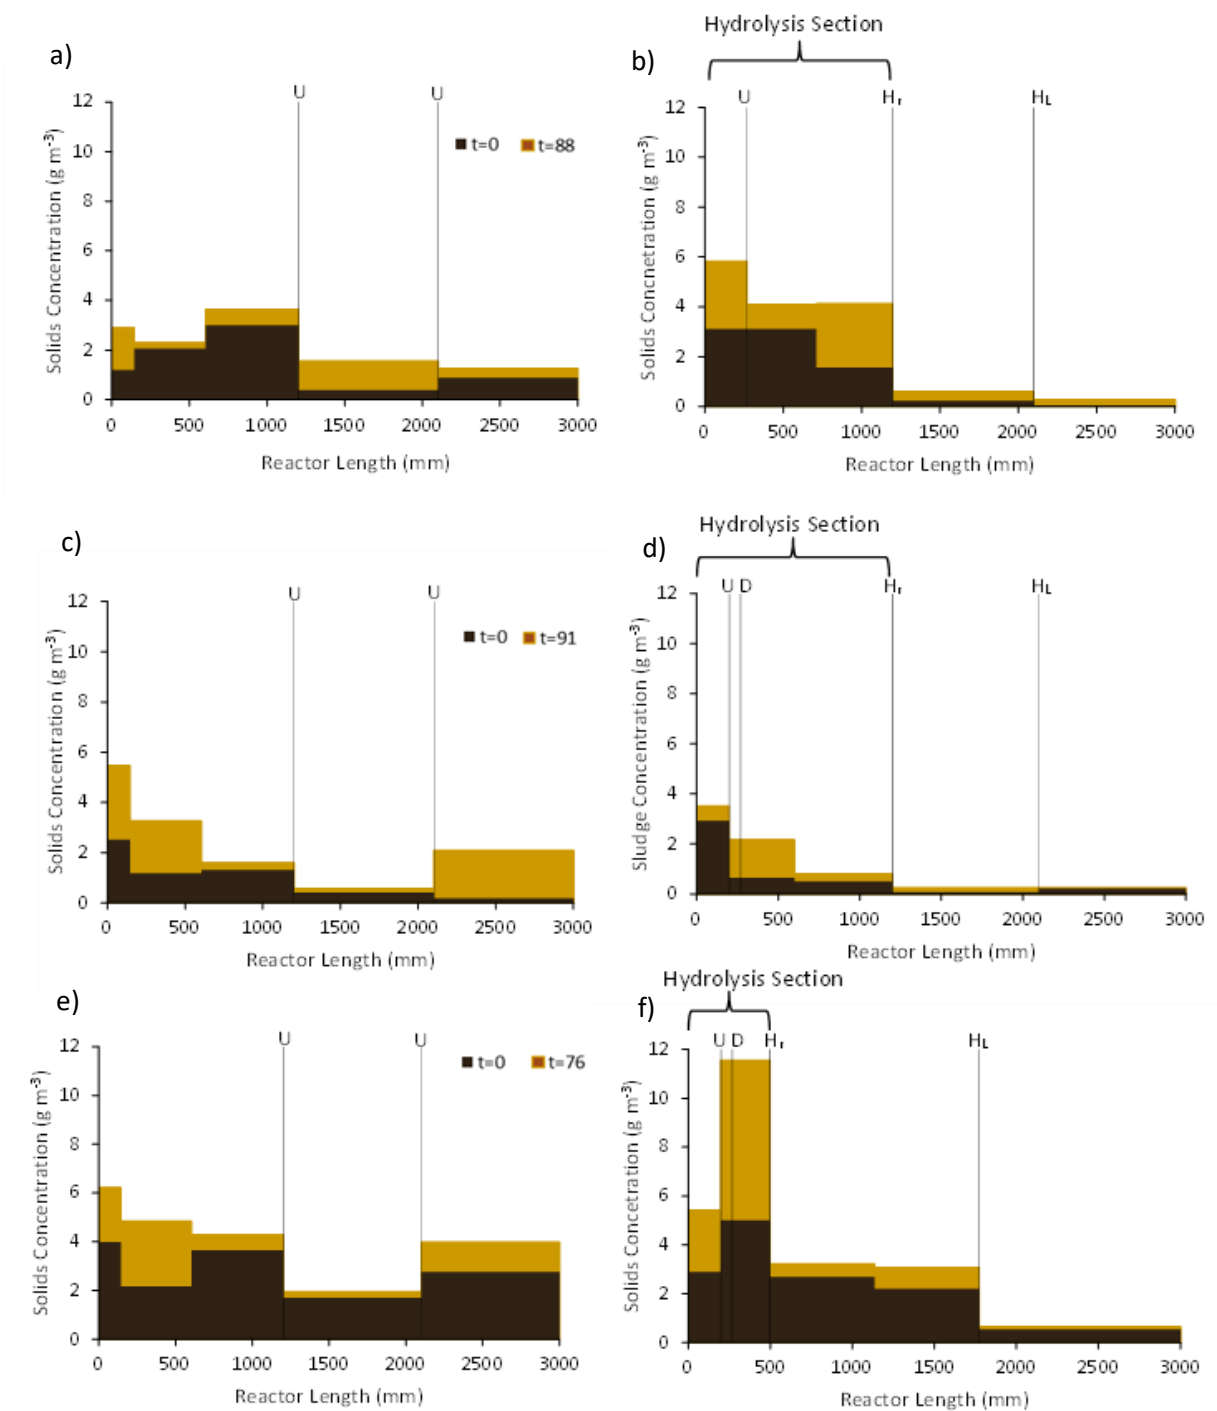 a)
U U
12
10
8
6
4
2
0
t=0 t=88
Solids Concentration (g m-3)
0 500 1000 1500 2000 2500 3000
Reactor Length (mm)
Hydrolysis Section
b)
U Hr HL
12
10
8
6
4
2
0
Solids Concnetration (g m-3)
0 500 1000 1500 2000 2500 3000
Reactor Length (mm)
c)
U U
12
10
8
6
4
2
0
t=0 t=91
Solids Concentration (g m-3)
0 500 1000 1500 2000 2500 3000
Reactor Length (mm)
Hydrolysis Section
d)
U D Hr HL
12
10
8
6
4
2
0
Sludge Concentration (g m-3)
0 500 1000 1500 2000 2500 3000
Reactor Length (mm)
e)
U U
12
10
8
6
4
2
0
t=0 t=76
Solids Concentration (g m-3)
0 500 1000 1500 2000 2500 3000
Reactor Length (mm)
Hydrolysis Section
f)
U D Hr HL
12
10
8
6
4
2
0
Solids Concetration (g m-3)
0 500 1000 1500 2000 2500 3000
Reactor Length (mm)